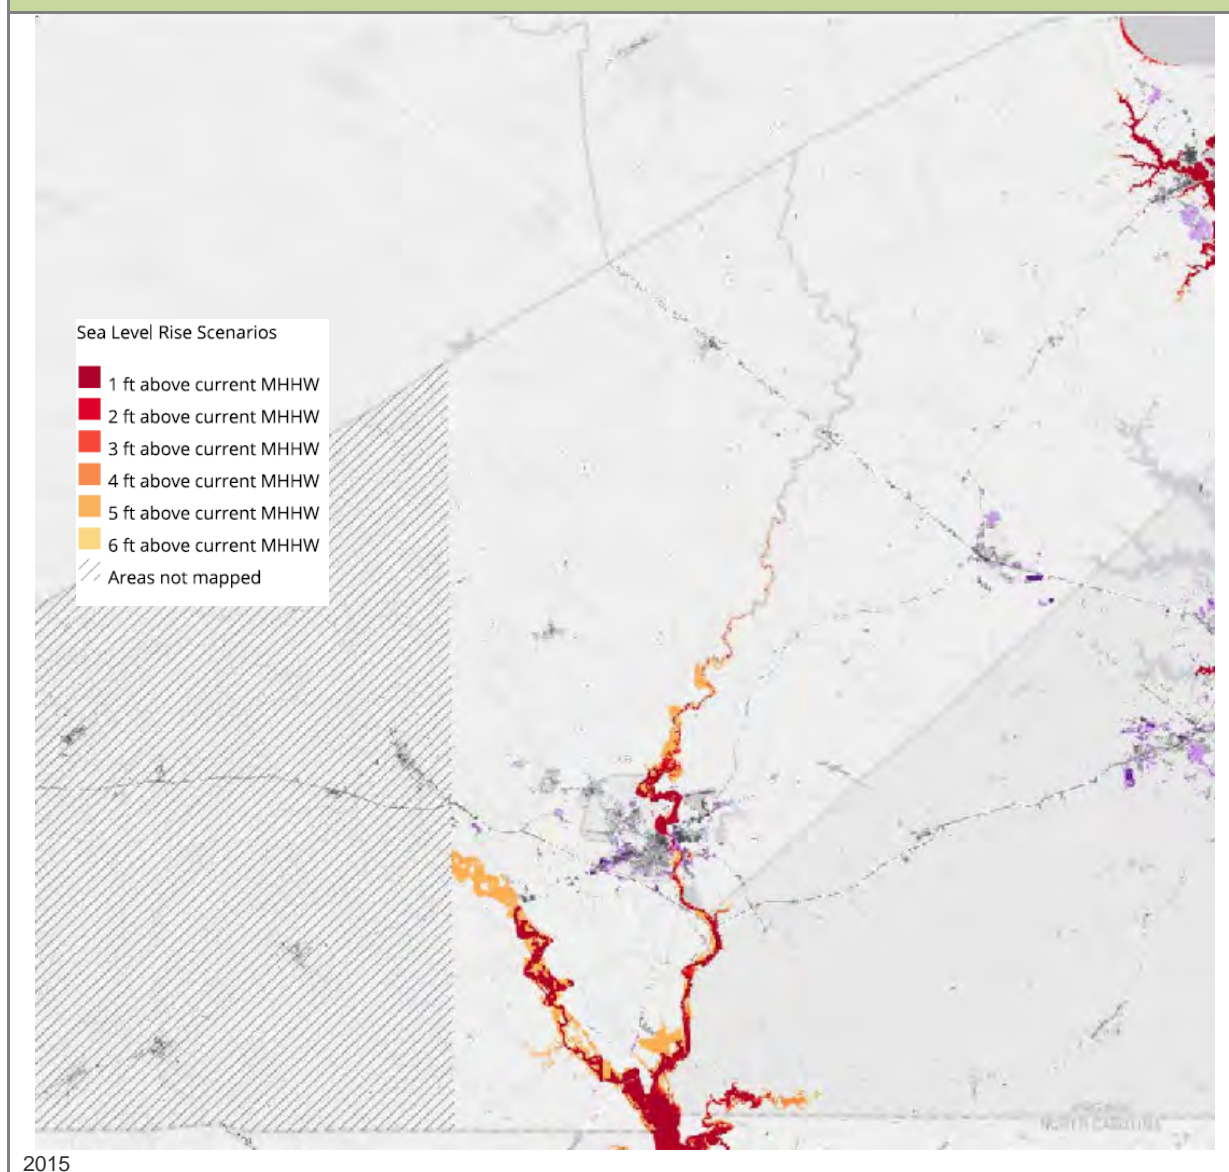 Sea Level Rise Scenarios
1 ft above current MHHW
2 ft above current MHHW
3 ft above current MHHW
4 ft above current MHHW
5 ft above current MHHW
6 ft above current MHHW
Areas not mapped
NORTH CAROLINA
2015